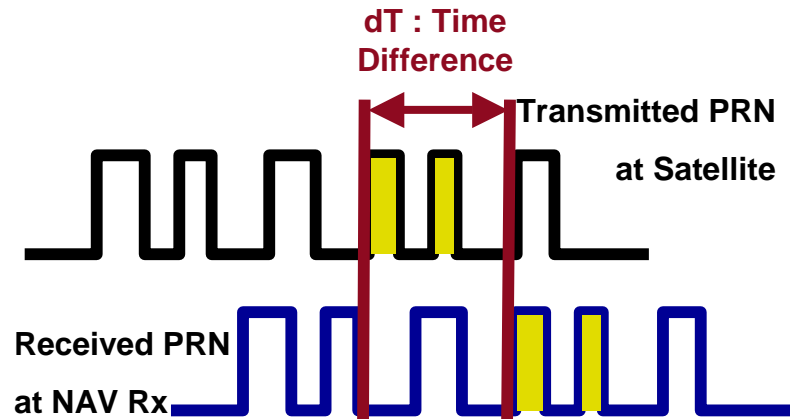 dT : Time
Difference
Transmitted PRN
at Satellite
Received PRN
at NAV Rx